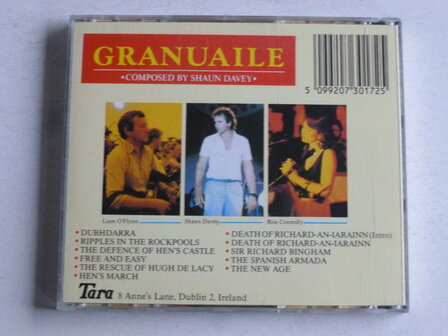 GRANUAILE
•COMPOSED BY SHAUN DAVEY•
5 099207 301725
Liam O'Flynn
Shaun Davey
Rita Connolly
• DUBHDARRA
• RIPPLES IN THE ROCKPOOLS
• THE DEFENCE OF HEN'S CASTLE
• FREE AND EASY
• THE RESCUE OF HUGH DE LACY
HEN'S MARCH
• DEATH OF RICHARD-AN-IARAINN (Intro)
• DEATH OF RICHARD-AN-IARAINN
• SIR RICHARD BINGHAM
• THE SPANISH ARMADA
• THE NEW AGE
Tara 8 Anne's Lane, Dublin 2, Ireland